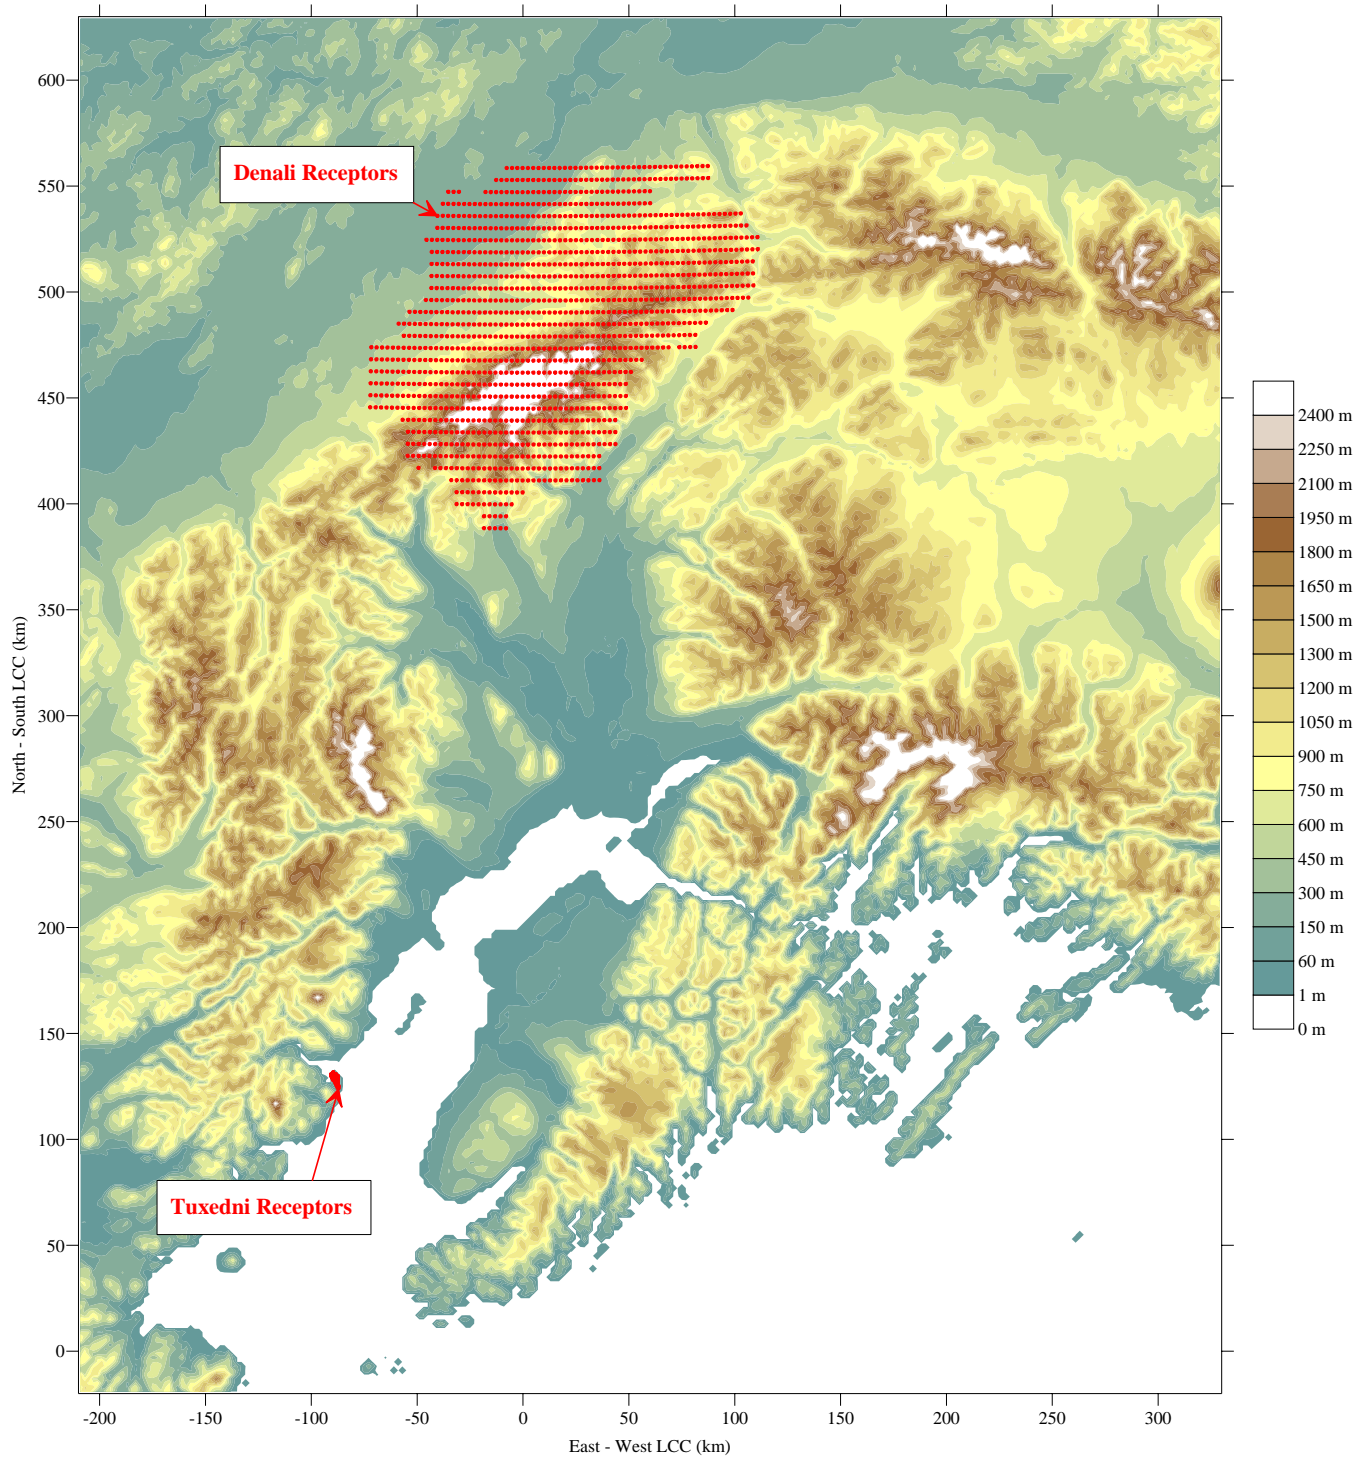 600
550
500
450
400
350
300
250
200
150
100
50
0
North - South LCC (km)
Denali Receptors
Tuxedni Receptors
2400 m
2250 m
2100 m
1950 m
1800 m
1650 m
1500 m
1300 m
1200 m
1050 m
900 m
750 m
600 m
450 m
300 m
150 m
60 m
1 m
0 m
-200 -150 -100 -50 0 50 100 150 200 250 300
East - West LCC (km)